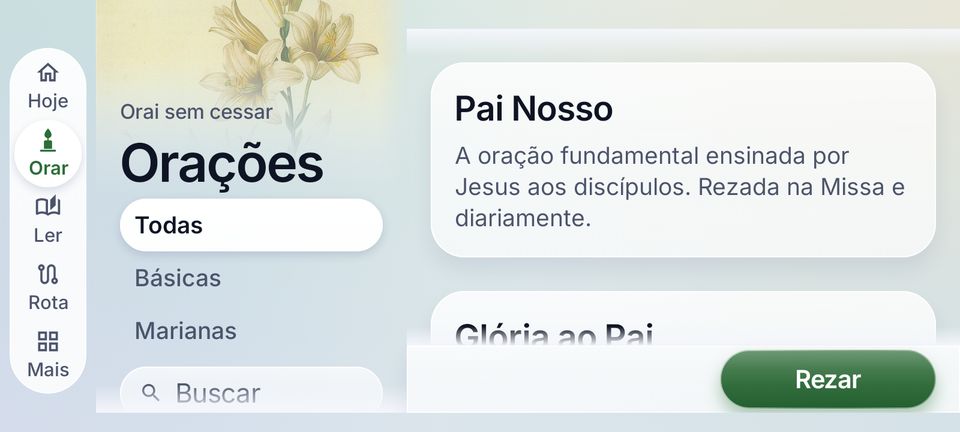 Hoje
Orar
Ler
Rota
Mais
Orai sem cessar
Orações
Todas
Básicas
Marianas
Buscar
Pai Nosso
A oração fundamental ensinada por
Jesus aos discípulos. Rezada na Missa e
diariamente.
Glória ao Pai
Rezar